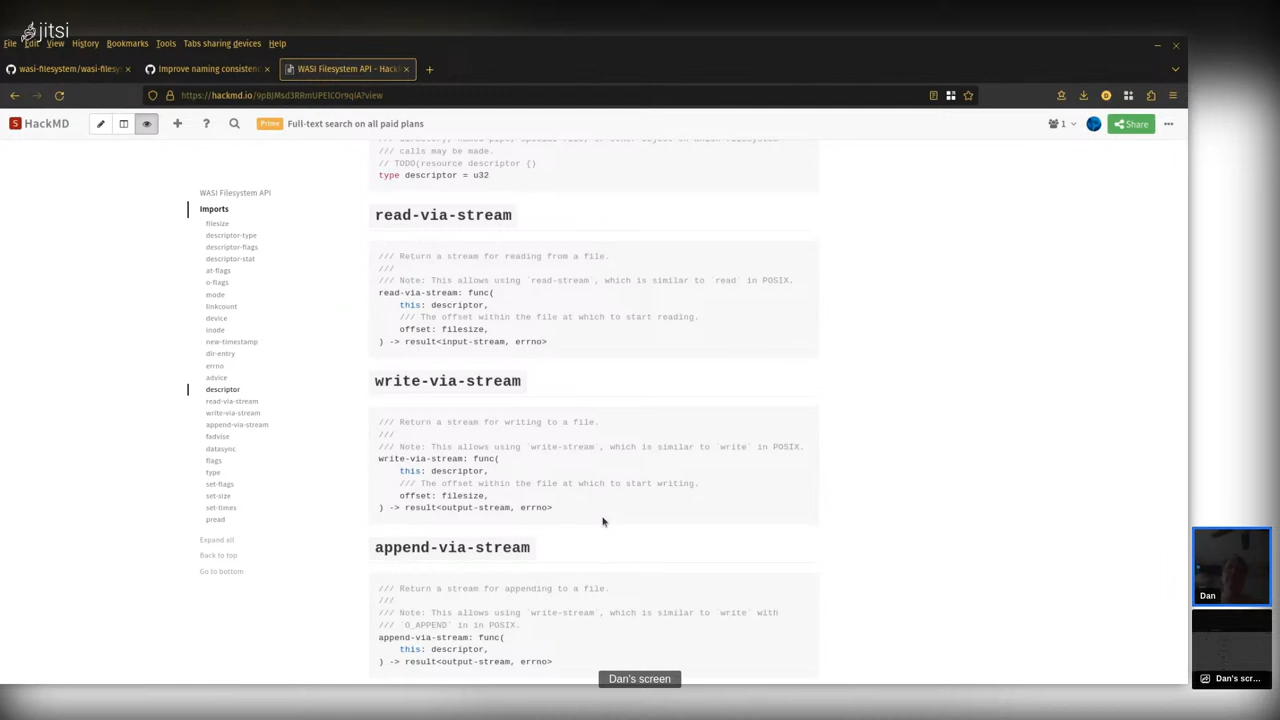 jitsi
File Edit View History Bookmarks Tools Tabs sharing devices Help
wasi-filesystem/wasi-filesy
Improve naming consistenc
WASI Filesystem API - Hack
https://hackmd.io/9pBJMsd3RRmUPEICOr9qIA?view
HackMD
Prime Full-text search on all paid plans
1
Share
WASI Filesystem API
Imports
filesize
descriptor-type
descriptor-flags
descriptor-stat
at-flags
o-flags
mode
linkcount
device
inode
new-timestamp
dir-entry
errno
advice
descriptor
read-via-stream
write-via-stream
append-via-stream
fadvise
datasync
flags
type
set-flags
set-size
set-times
pread
Expand all
Back to top
Go to bottom
/// calls may be made.
// TODO(resource descriptor {)
type descriptor = u32
read-via-stream
/// Return a stream for reading from a file.
///
/// Note: This allows using `read-stream`, which is similar to `read` in POSIX.
read-via-stream: func(
this: descriptor,
/// The offset within the file at which to start reading.
offset: filesize,
) -> result<input-stream, errno>
write-via-stream
/// Return a stream for writing to a file.
///
/// Note: This allows using `write-stream`, which is similar to `write` in POSIX.
write-via-stream: func(
this: descriptor,
/// The offset within the file at which to start writing.
offset: filesize,
) -> result<output-stream, errno>
append-via-stream
/// Return a stream for appending to a file.
///
/// Note: This allows using `write-stream`, which is similar to `write` with
/// `O_APPEND` in in POSIX.
append-via-stream: func(
this: descriptor,
) -> result<output-stream, errno>
Dan's screen
Dan
Dan's scr...